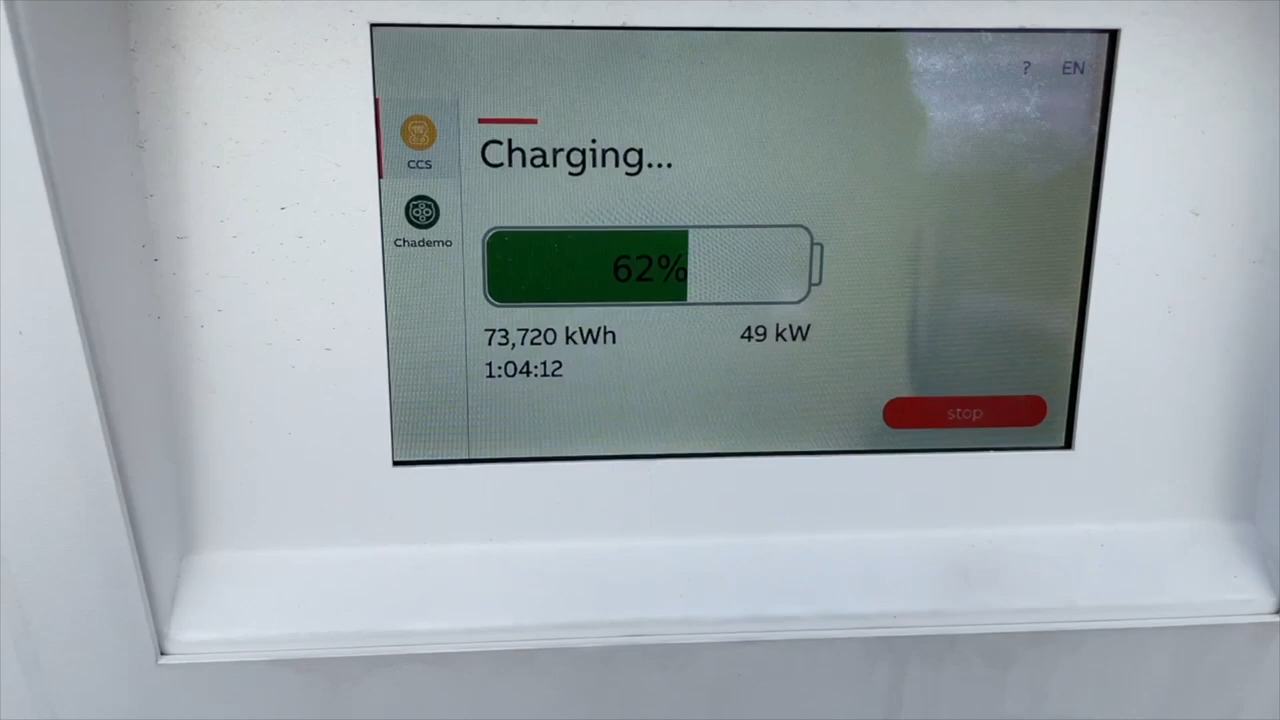 ? EN
CCS
Charging...
Chademo
62%
73,720 kWh 49 kW
1:04:12
stop